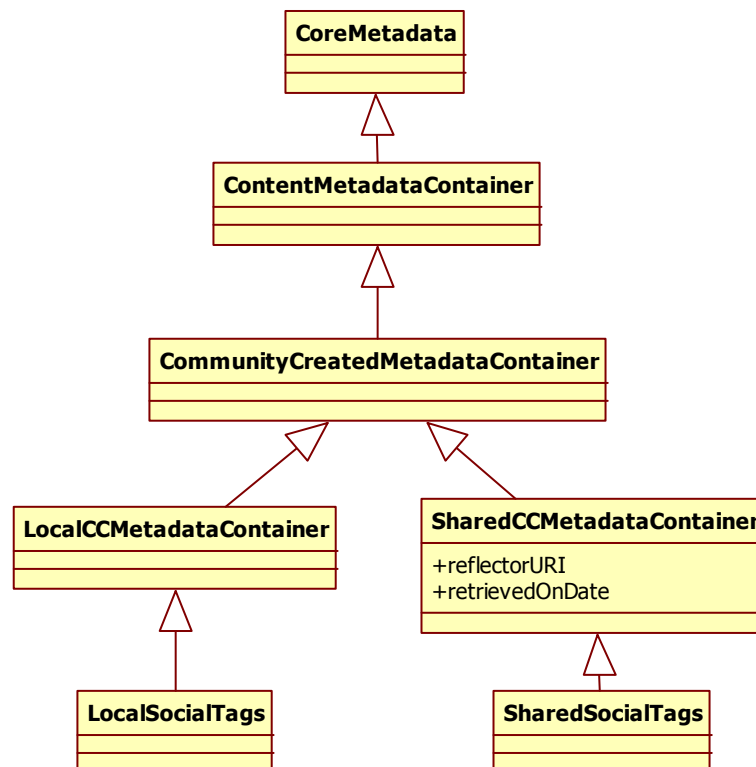 CoreMetadata
ContentMetadataContainer
CommunityCreatedMetadataContainer
LocalCCMetadataContainer
SharedCCMetadataContainer
+reflectorURI
+retrievedOnDate
LocalSocialTags
SharedSocialTags